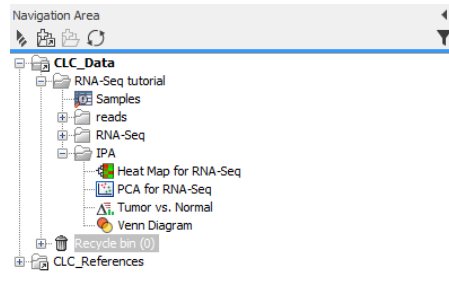 Navigation Area
CLC_Data
RNA-Seq tutorial
Samples
reads
RNA-Seq
IPA
Heat Map for RNA-Seq
PCA for RNA-Seq
Tumor vs. Normal
Venn Diagram
Recycle bin (0)
CLC_References